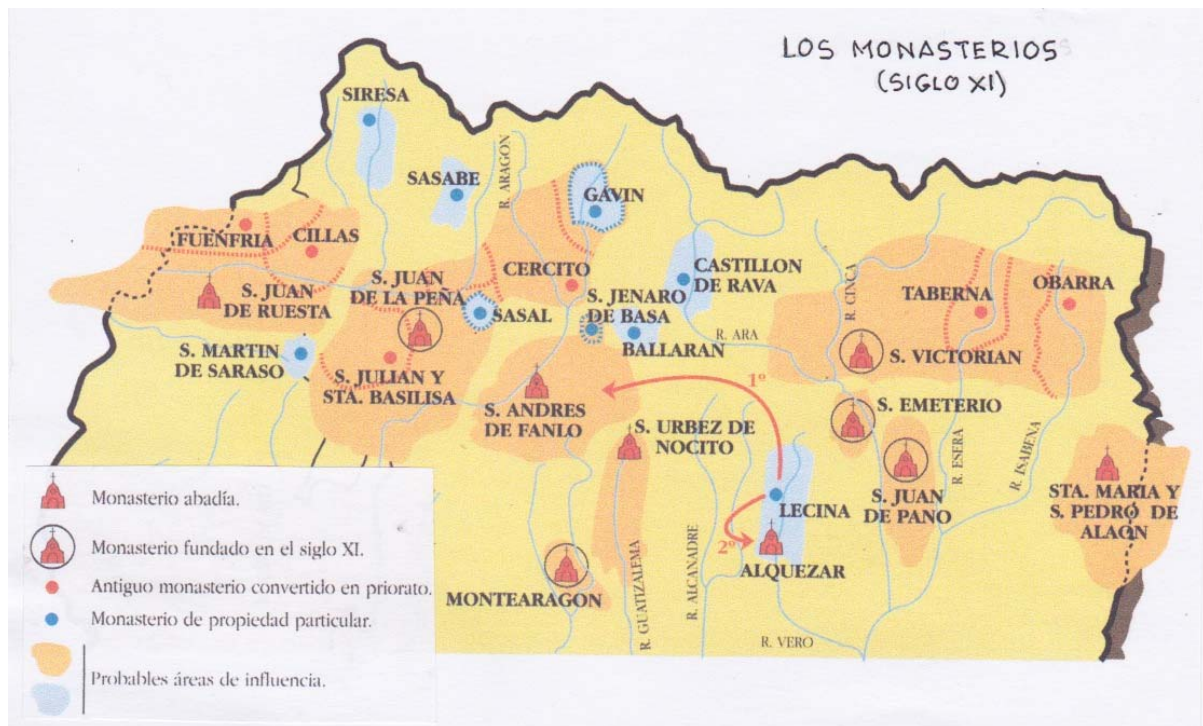 LOS MONASTERIOS
(SIGLO XI)
SIRESA
SASABE
R. ARAGON
GAVIN
FUENFRIA
CILLAS
S. JUAN
DE RUESTA
S. JUAN
DE LA PEÑA
CERCITO
SASAL
S. JENARO
DE BASA
BALLARAN
CASTILLON
DE RAVA
R. ARA
R. CINCA
TABERNA
OBARRA
S. VICTORIAN
S. MARTIN
DE SARASO
S. JULIAN Y
STA. BASILISA
S. ANDRES
DE FANLO
1º
S. EMETERIO
S. URBEZ DE
NOCITO
R. ESERA
R. ISABENA
S. JUAN
DE PANO
STA. MARIA Y
S. PEDRO DE
ALAON
LECINA
2º
ALQUEZAR
MONTEARAGON
R. GUATIZALEMA
R. ALCANADRE
R. VERO
Monasterio abadía.
Monasterio fundado en el siglo XI.
Antiguo monasterio convertido en priorato.
Monasterio de propiedad particular.
Probables áreas de influencia.